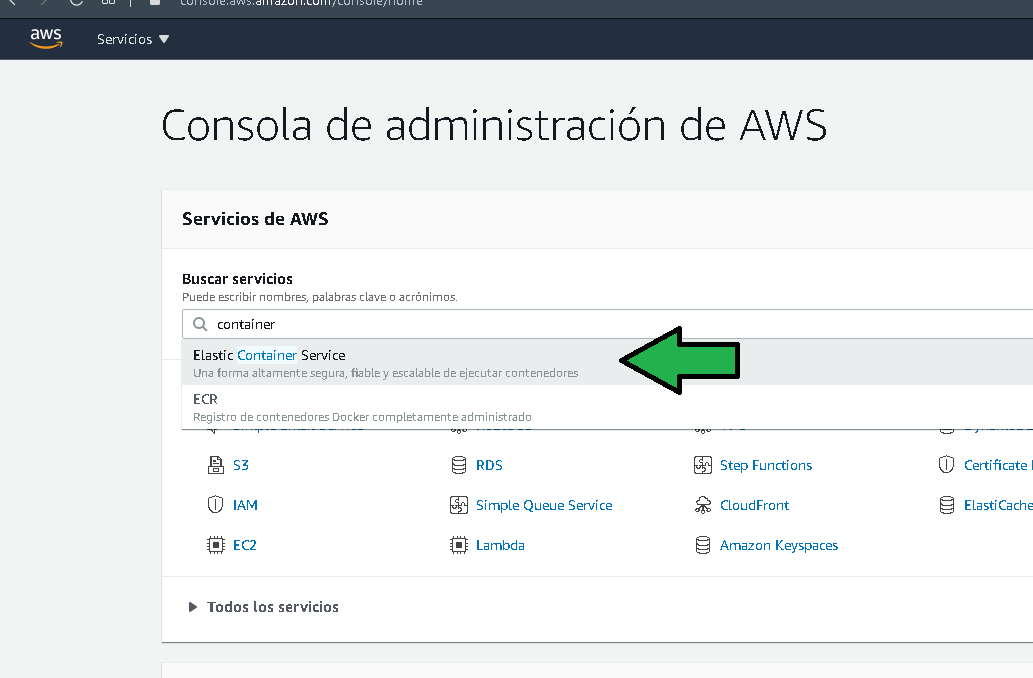 console.aws.amazon.com/console/home
aws
Servicios
Consola de administración de AWS
Servicios de AWS
Buscar servicios
Puede escribir nombres, palabras clave o acrónimos.
container
Elastic Container Service
Una forma altamente segura, fiable y escalable de ejecutar contenedores
ECR
Registro de contenedores Docker completamente administrado
S3
RDS
Step Functions
Certificate
IAM
Simple Queue Service
CloudFront
ElastiCache
EC2
Lambda
Amazon Keyspaces
Todos los servicios